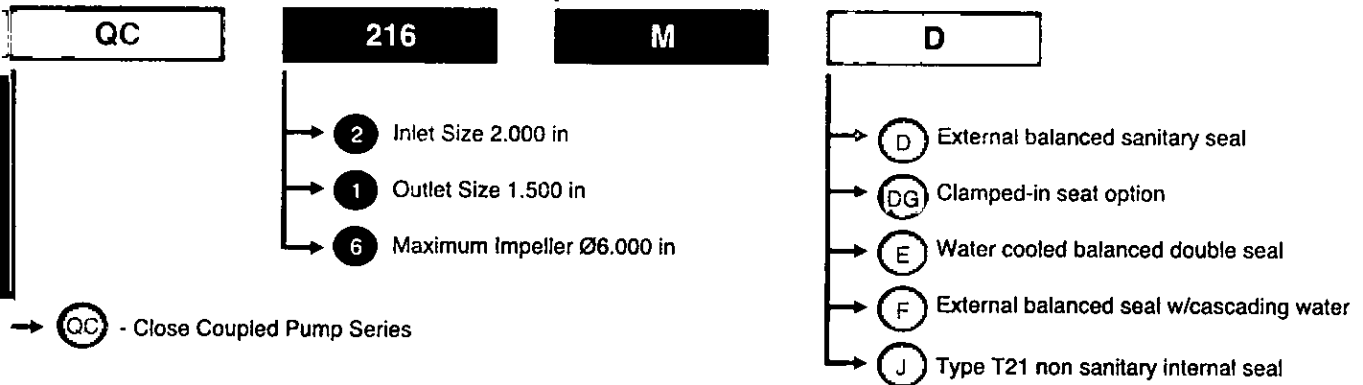 QC 216 M D
2 Inlet Size 2.000 in
1 Outlet Size 1.500 in
6 Maximum Impeller Ø6.000 in
QC - Close Coupled Pump Series
D External balanced sanitary seal
DG Clamped-in seat option
E Water cooled balanced double seal
F External balanced seal w/cascading water
J Type T21 non sanitary internal seal